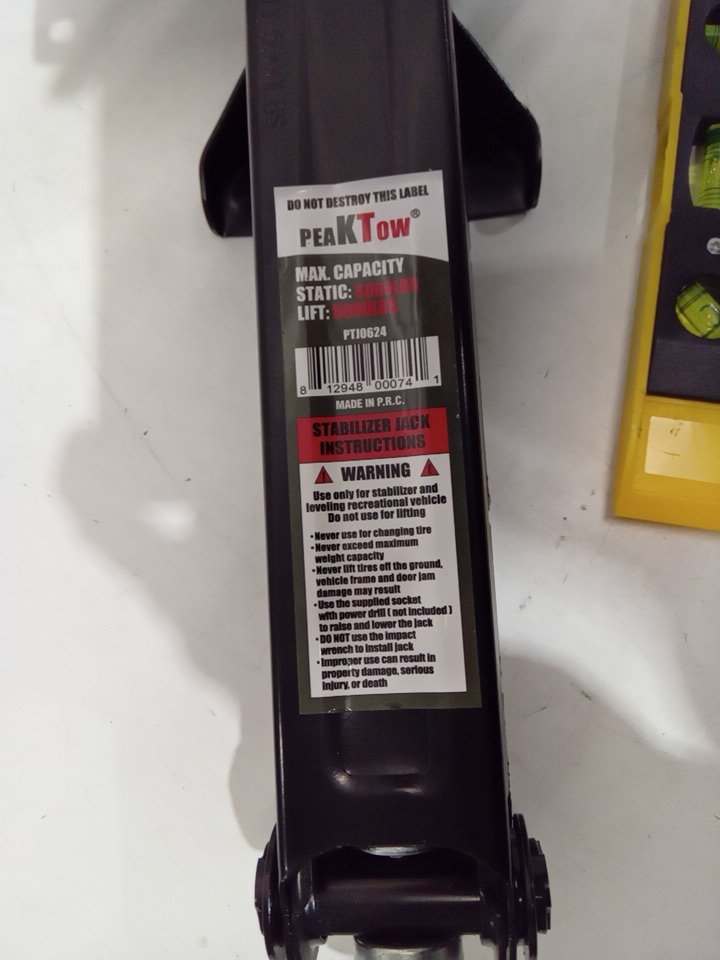 DO NOT DESTROY THIS LABEL
PEAKTOW®
MAX. CAPACITY
STATIC:
LIFT:
PTJ0624
8 12948 00074 1
MADE IN P.R.C.
STABILIZER JACK
INSTRUCTIONS
WARNING
Use only for stabilizer and
leveling recreational vehicle
Do not use for lifting
•Never use for changing tire
•Never exceed maximum
weight capacity
•Never lift tires off the ground,
vehicle frame and door jam
damage may result
•Use the supplied socket
with power drill ( not included )
to raise and lower the jack
•DO NOT use the impact
wrench to install jack
•Improper use can result in
property damage, serious
injury, or death